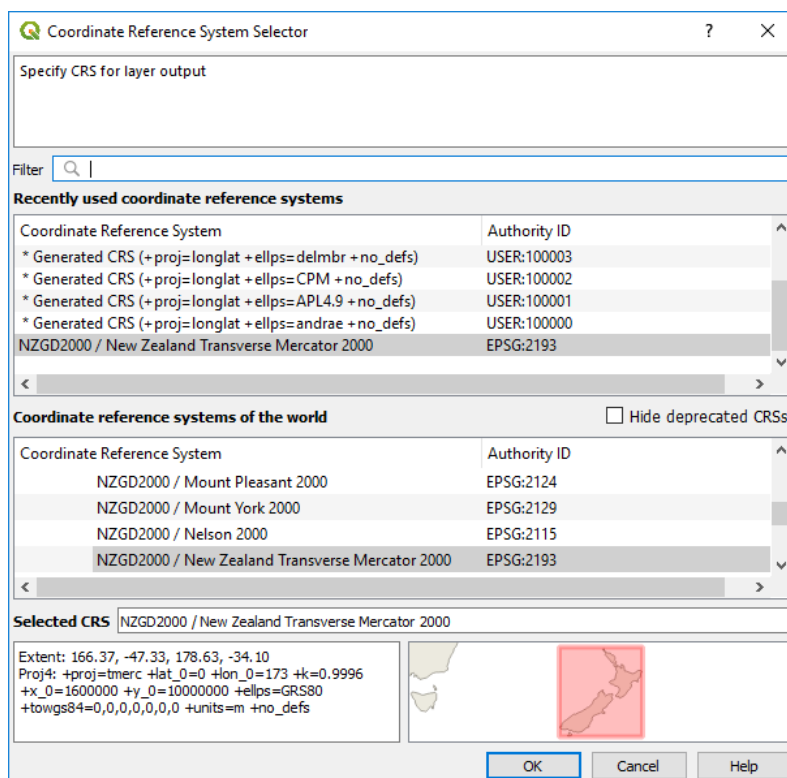 Coordinate Reference System Selector
Specify CRS for layer output
Filter
Recently used coordinate reference systems
Coordinate Reference System Authority ID
* Generated CRS (+proj=longlat +ellps=delmbr +no_defs) USER:100003
* Generated CRS (+proj=longlat +ellps=CPM +no_defs) USER:100002
* Generated CRS (+proj=longlat +ellps=APL4.9 +no_defs) USER:100001
* Generated CRS (+proj=longlat +ellps=andrae +no_defs) USER:100000
NZGD2000 / New Zealand Transverse Mercator 2000 EPSG:2193
Coordinate reference systems of the world Hide deprecated CRSs
Coordinate Reference System Authority ID
NZGD2000 / Mount Pleasant 2000 EPSG:2124
NZGD2000 / Mount York 2000 EPSG:2129
NZGD2000 / Nelson 2000 EPSG:2115
NZGD2000 / New Zealand Transverse Mercator 2000 EPSG:2193
Selected CRS NZGD2000 / New Zealand Transverse Mercator 2000
Extent: 166.37, -47.33, 178.63, -34.10
Proj4: +proj=tmerc +lat_0=0 +lon_0=173 +k=0.9996
+x_0=1600000 +y_0=10000000 +ellps=GRS80
+towgs84=0,0,0,0,0,0,0 +units=m +no_defs
OK Cancel Help